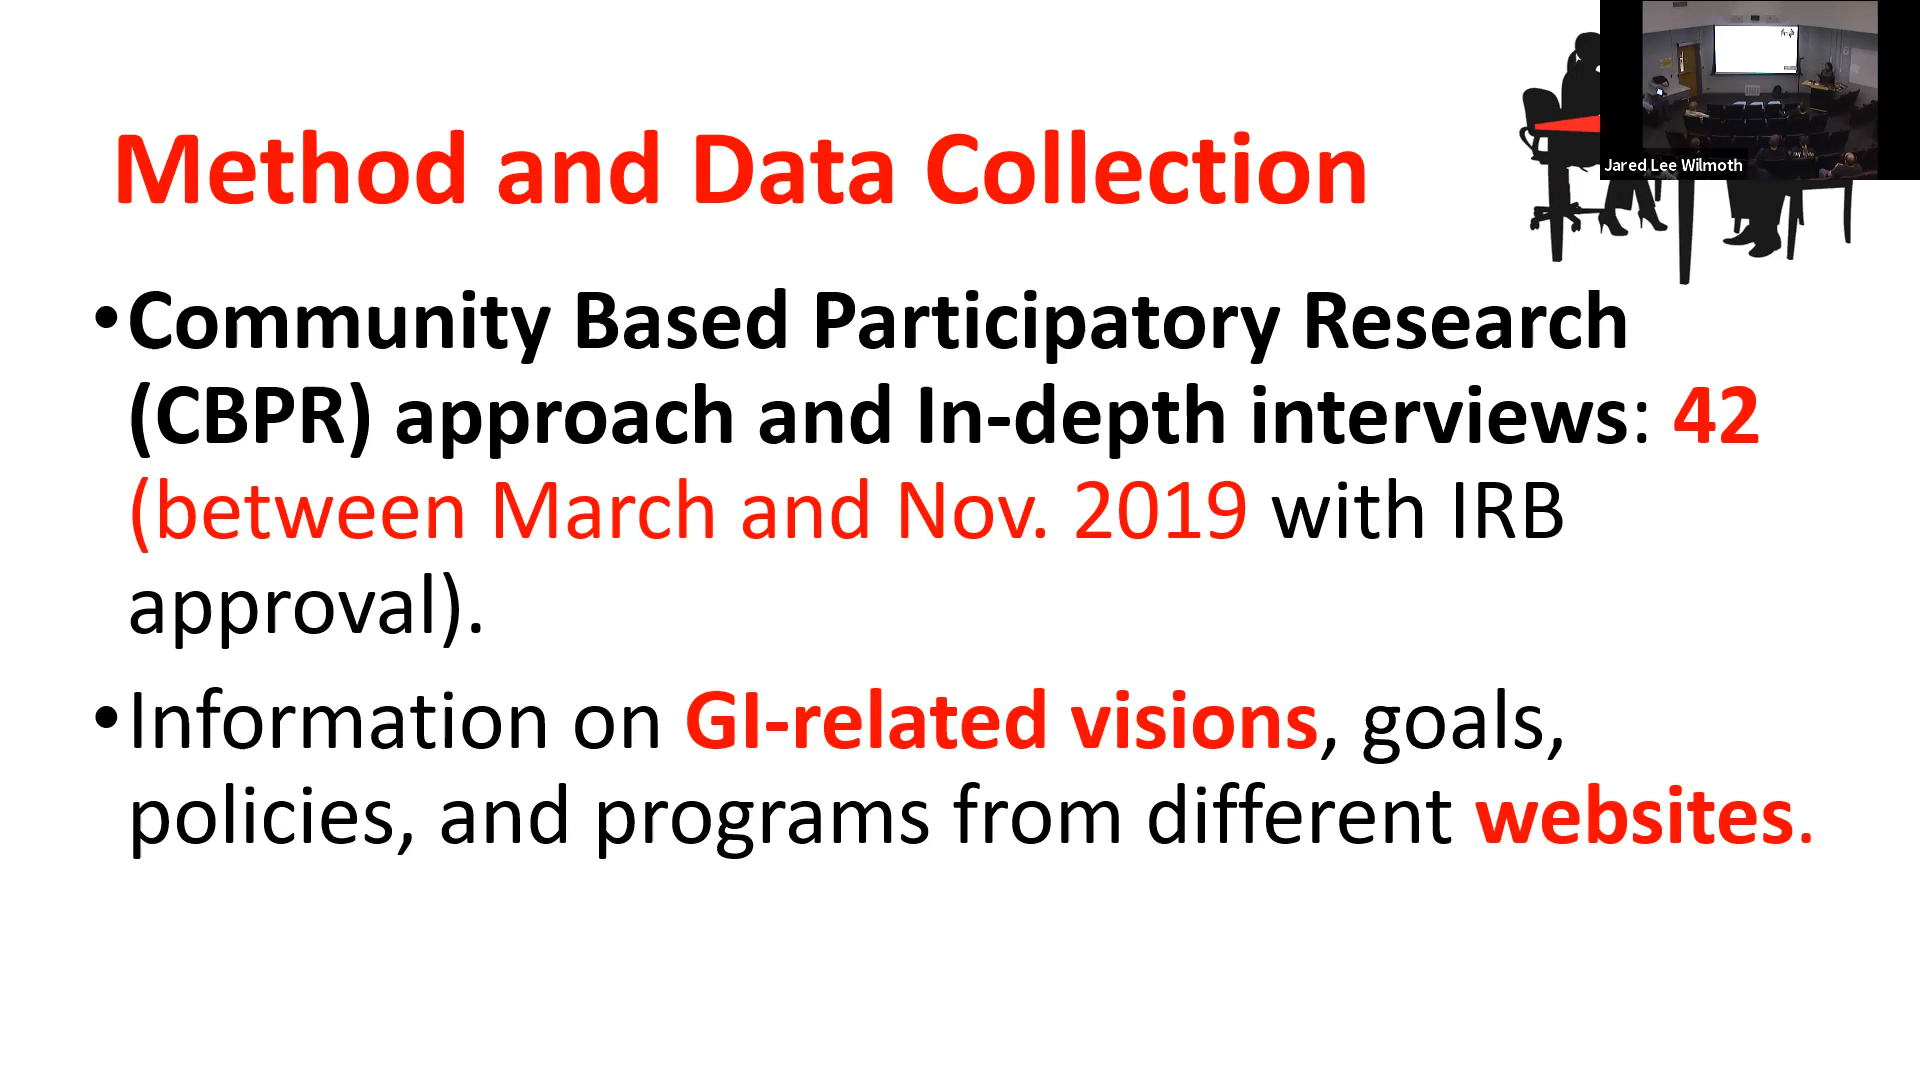 Method and Data Collection
Jared Lee Wilmoth
•Community Based Participatory Research
(CBPR) approach and In-depth interviews: 42
(between March and Nov. 2019 with IRB
approval).
•Information on GI-related visions, goals,
policies, and programs from different websites.